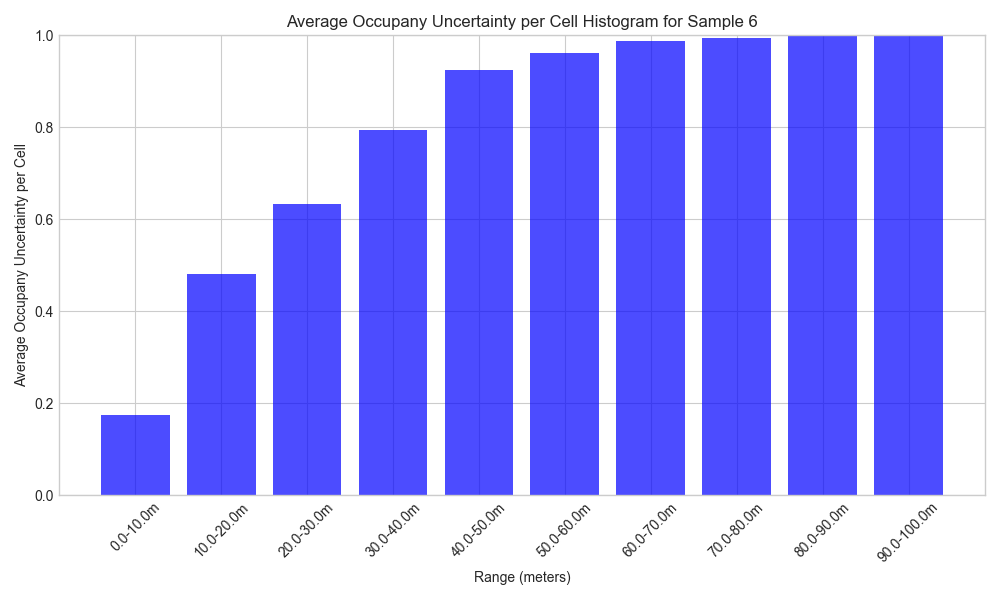 Average Occupany Uncertainty per Cell Histogram for Sample 6
Average Occupany Uncertainty per Cell
1.0
0.8
0.6
0.4
0.2
0.0
0.0-10.0m
10.0-20.0m
20.0-30.0m
30.0-40.0m
40.0-50.0m
50.0-60.0m
60.0-70.0m
70.0-80.0m
80.0-90.0m
90.0-100.0m
Range (meters)